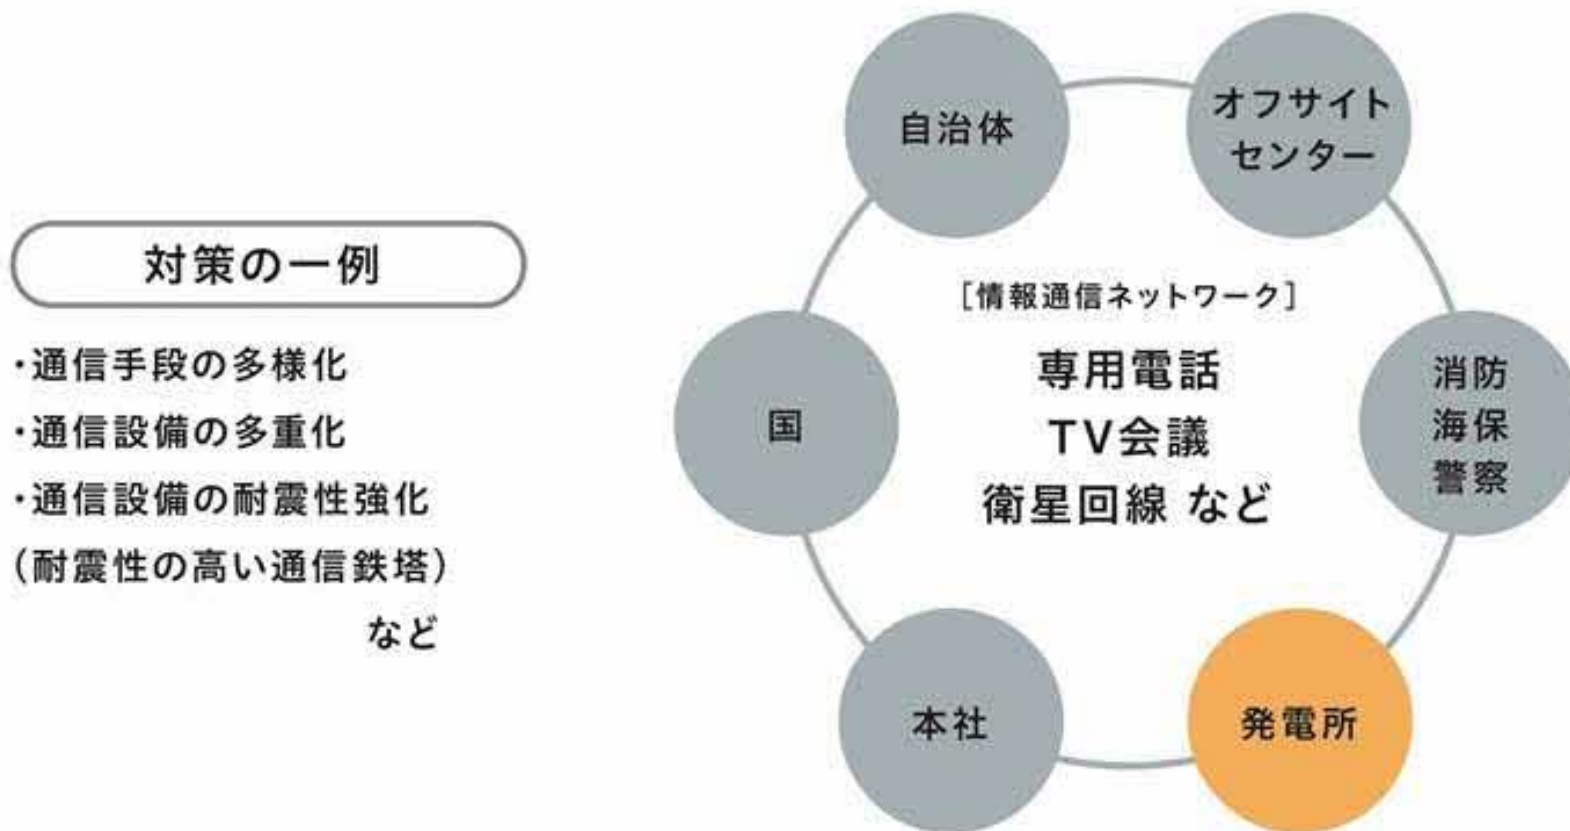 対策の一例
・通信手段の多様化
・通信設備の多重化
・通信設備の耐震性強化
（耐震性の高い通信鉄塔）
など
自治体
オフサイト
センター
国
[情報通信ネットワーク]
専用電話
TV会議
衛星回線 など
消防
海保
警察
本社
発電所